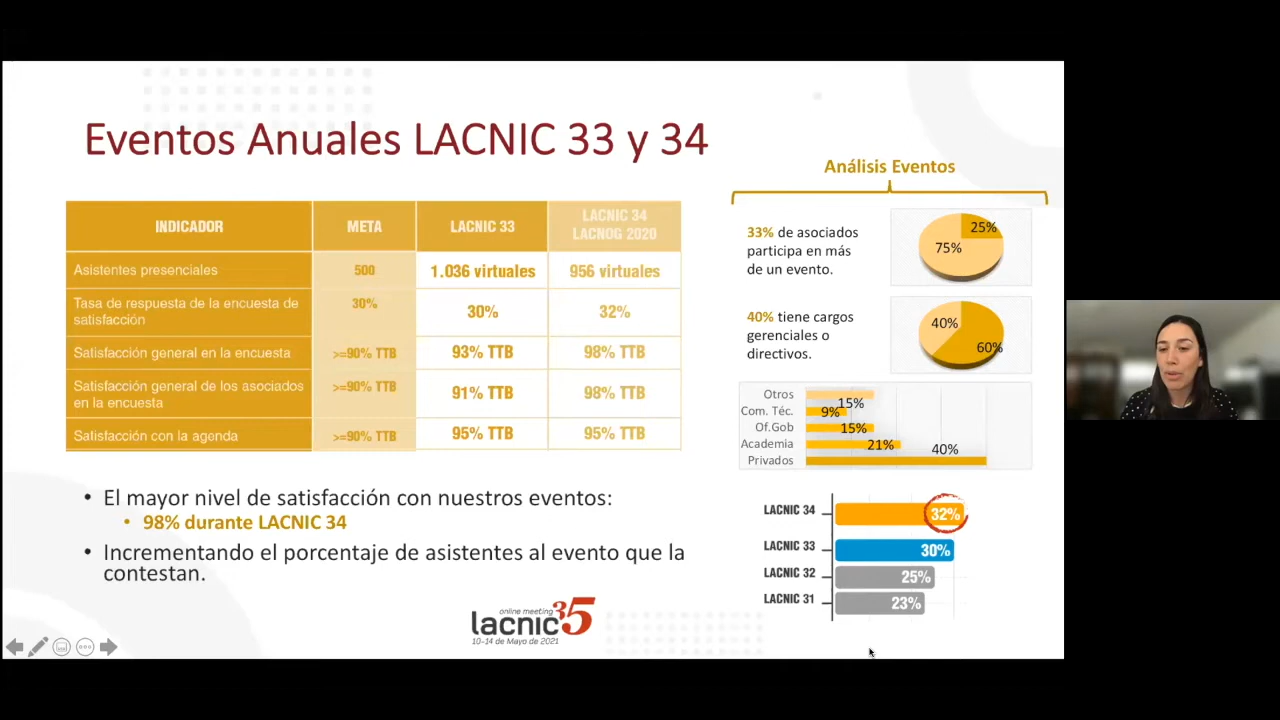 Eventos Anuales LACNIC 33 y 34
INDICADOR
META
LACNIC 33
LACNIC 34
LACNOG 2020
Asistentes presenciales
500
1.036 virtuales
956 virtuales
Tasa de respuesta de la encuesta de
satisfacción
30%
30%
32%
Satisfacción general en la encuesta
>=90% TTB
93% TTB
98% TTB
Satisfacción general de los asociados
en la encuesta
>=90% TTB
91% TTB
98% TTB
Satisfacción con la agenda
>=90% TTB
95% TTB
95% TTB
• El mayor nivel de satisfacción con nuestros eventos:
• 98% durante LACNIC 34
• Incrementando el porcentaje de asistentes al evento que la
contestan.
Análisis Eventos
33% de asociados
participa en más
de un evento.
25%
75%
40% tiene cargos
gerenciales o
directivos.
40%
60%
Otros
15%
Com. Téc.
9%
Of.Gob
15%
Academia
21%
Privados
40%
LACNIC 34
32%
LACNIC 33
30%
LACNIC 32
25%
LACNIC 31
23%
online meeting
lacnic35
10-14 de Mayo de 2021